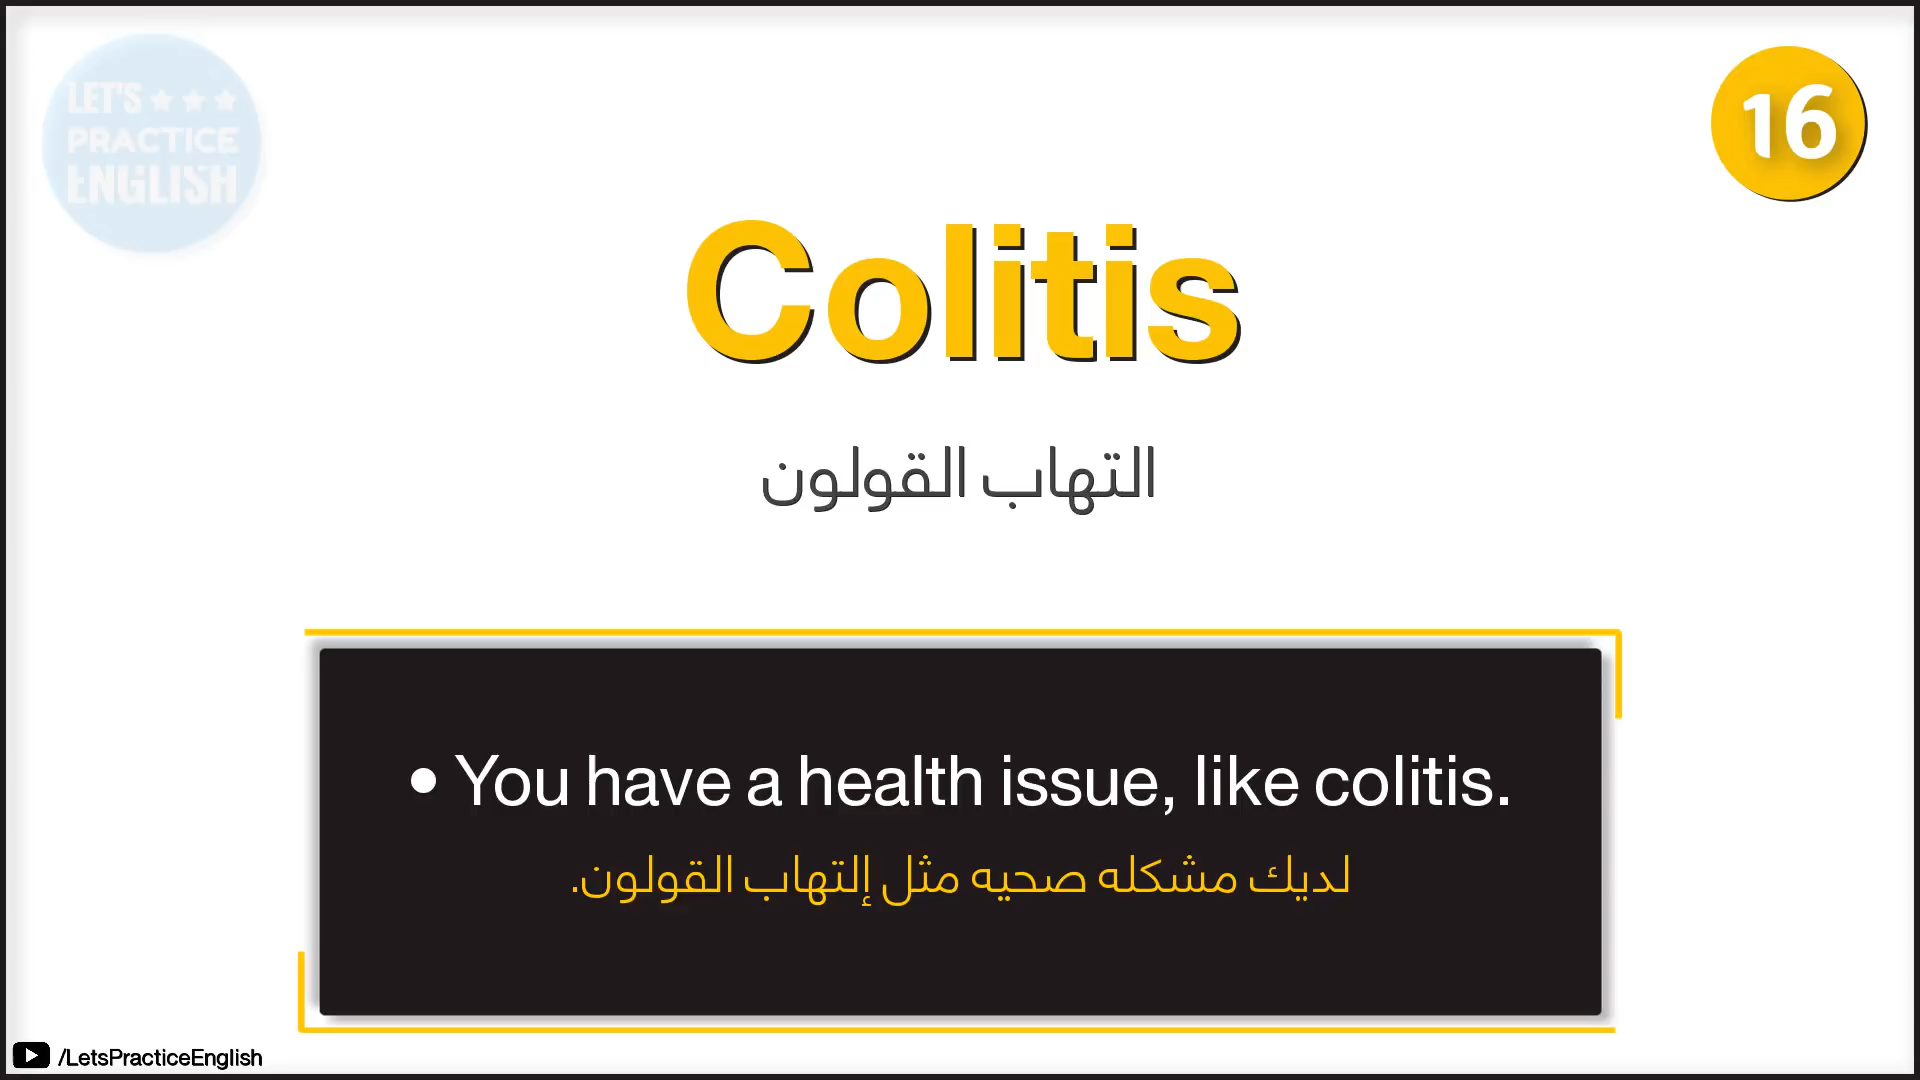 LET'S
PRACTICE
ENGLISH
16
Colitis
التهاب القولون
• You have a health issue, like colitis.
لديك مشكله صحيه مثل إلتهاب القولون.
/LetsPracticeEnglish